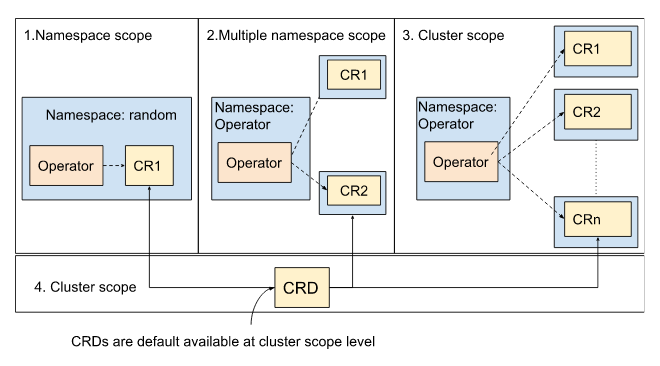 1.Namespace scope
Namespace: random
Operator
CR1
2.Multiple namespace scope
CR1
Namespace:
Operator
Operator
CR2
3. Cluster scope
CR1
Namespace:
Operator
CR2
Operator
CRn
4. Cluster scope
CRD
CRDs are default available at cluster scope level